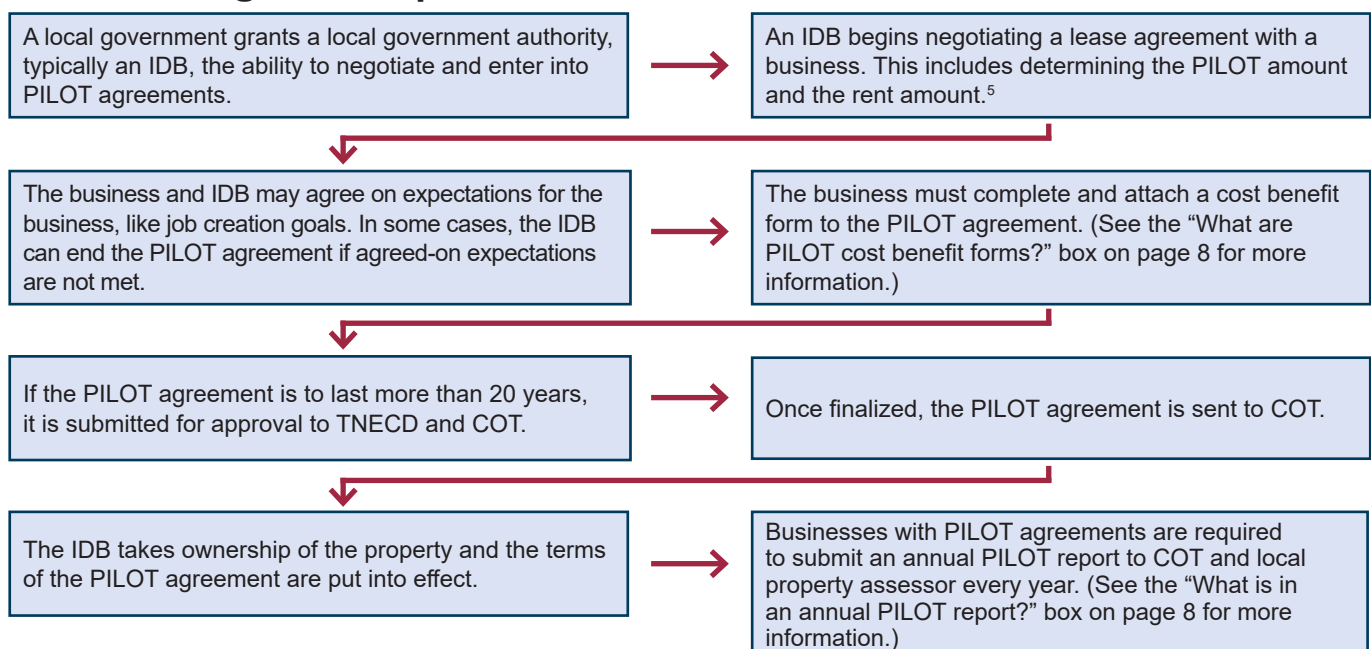 A local government grants a local government authority,
typically an IDB, the ability to negotiate and enter into
PILOT agreements.
An IDB begins negotiating a lease agreement with a
business. This includes determining the PILOT amount
and the rent amount.⁵
The business and IDB may agree on expectations for the
business, like job creation goals. In some cases, the IDB
can end the PILOT agreement if agreed-on expectations
are not met.
The business must complete and attach a cost benefit
form to the PILOT agreement. (See the “What are
PILOT cost benefit forms?” box on page 8 for more
information.)
If the PILOT agreement is to last more than 20 years,
it is submitted for approval to TNECD and COT.
Once finalized, the PILOT agreement is sent to COT.
The IDB takes ownership of the property and the terms
of the PILOT agreement are put into effect.
Businesses with PILOT agreements are required
to submit an annual PILOT report to COT and local
property assessor every year. (See the “What is in
an annual PILOT report?” box on page 8 for more
information.)